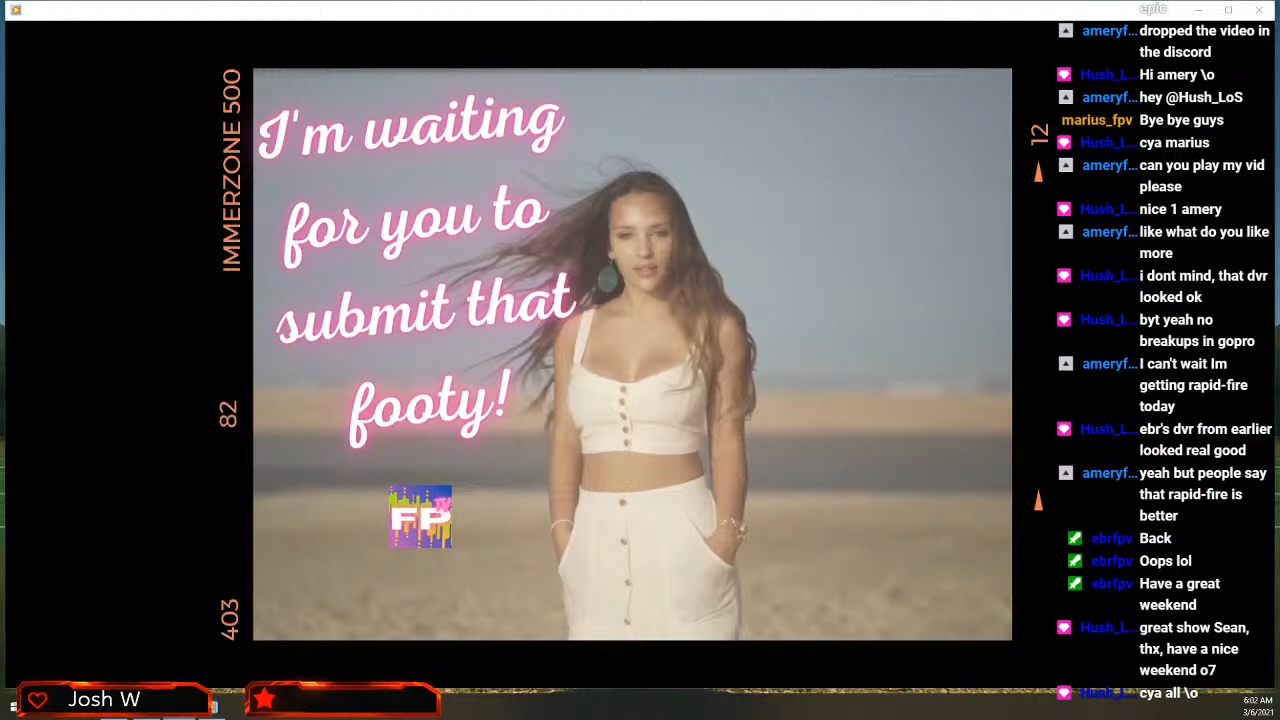 epic
IMMERZONE 500
82
403
12
I'm waiting
for you to
submit that
footy!
FP
TV
ameryf… dropped the video in
the discord
Hush_L… Hi amery \o
ameryf… hey @Hush_LoS
marius_fpv Bye bye guys
Hush_L… cya marius
ameryf… can you play my vid
please
Hush_L… nice 1 amery
ameryf… like what do you like
more
Hush_L… i dont mind, that dvr
looked ok
Hush_L… byt yeah no
breakups in gopro
ameryf… I can't wait Im
getting rapid-fire
today
Hush_L… ebr's dvr from earlier
looked real good
ameryf… yeah but people say
that rapid-fire is
better
ebrfpv Back
ebrfpv Oops lol
ebrfpv Have a great
weekend
Hush_L… great show Sean,
thx, have a nice
weekend o7
Hush_L… cya all \o
Josh W
6:02 AM
3/6/2021